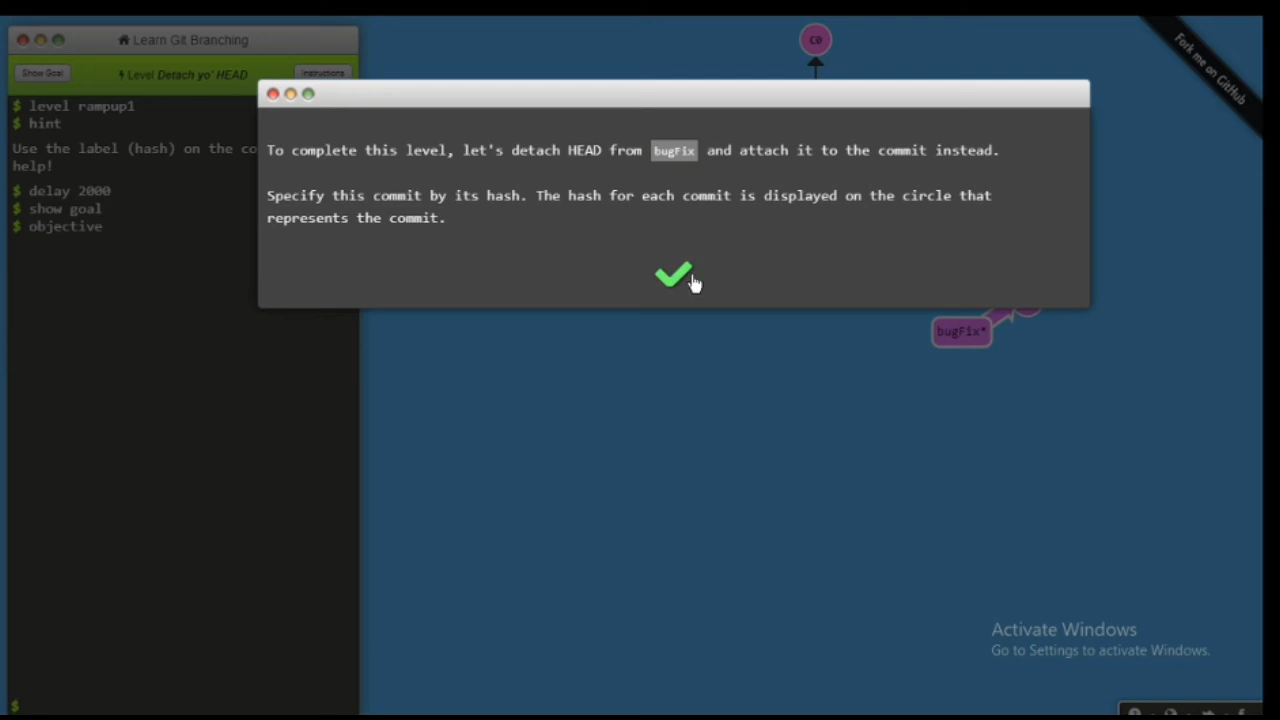 Learn Git Branching
Show Goal
Level Detach yo' HEAD
Instructions
$ level rampup1
$ hint
Use the label (hash) on the co
help!
$ delay 2000
$ show goal
$ objective
$
To complete this level, let's detach HEAD from bugFix and attach it to the commit instead.
Specify this commit by its hash. The hash for each commit is displayed on the circle that
represents the commit.
C0
bugFix*
Fork me on GitHub
Activate Windows
Go to Settings to activate Windows.